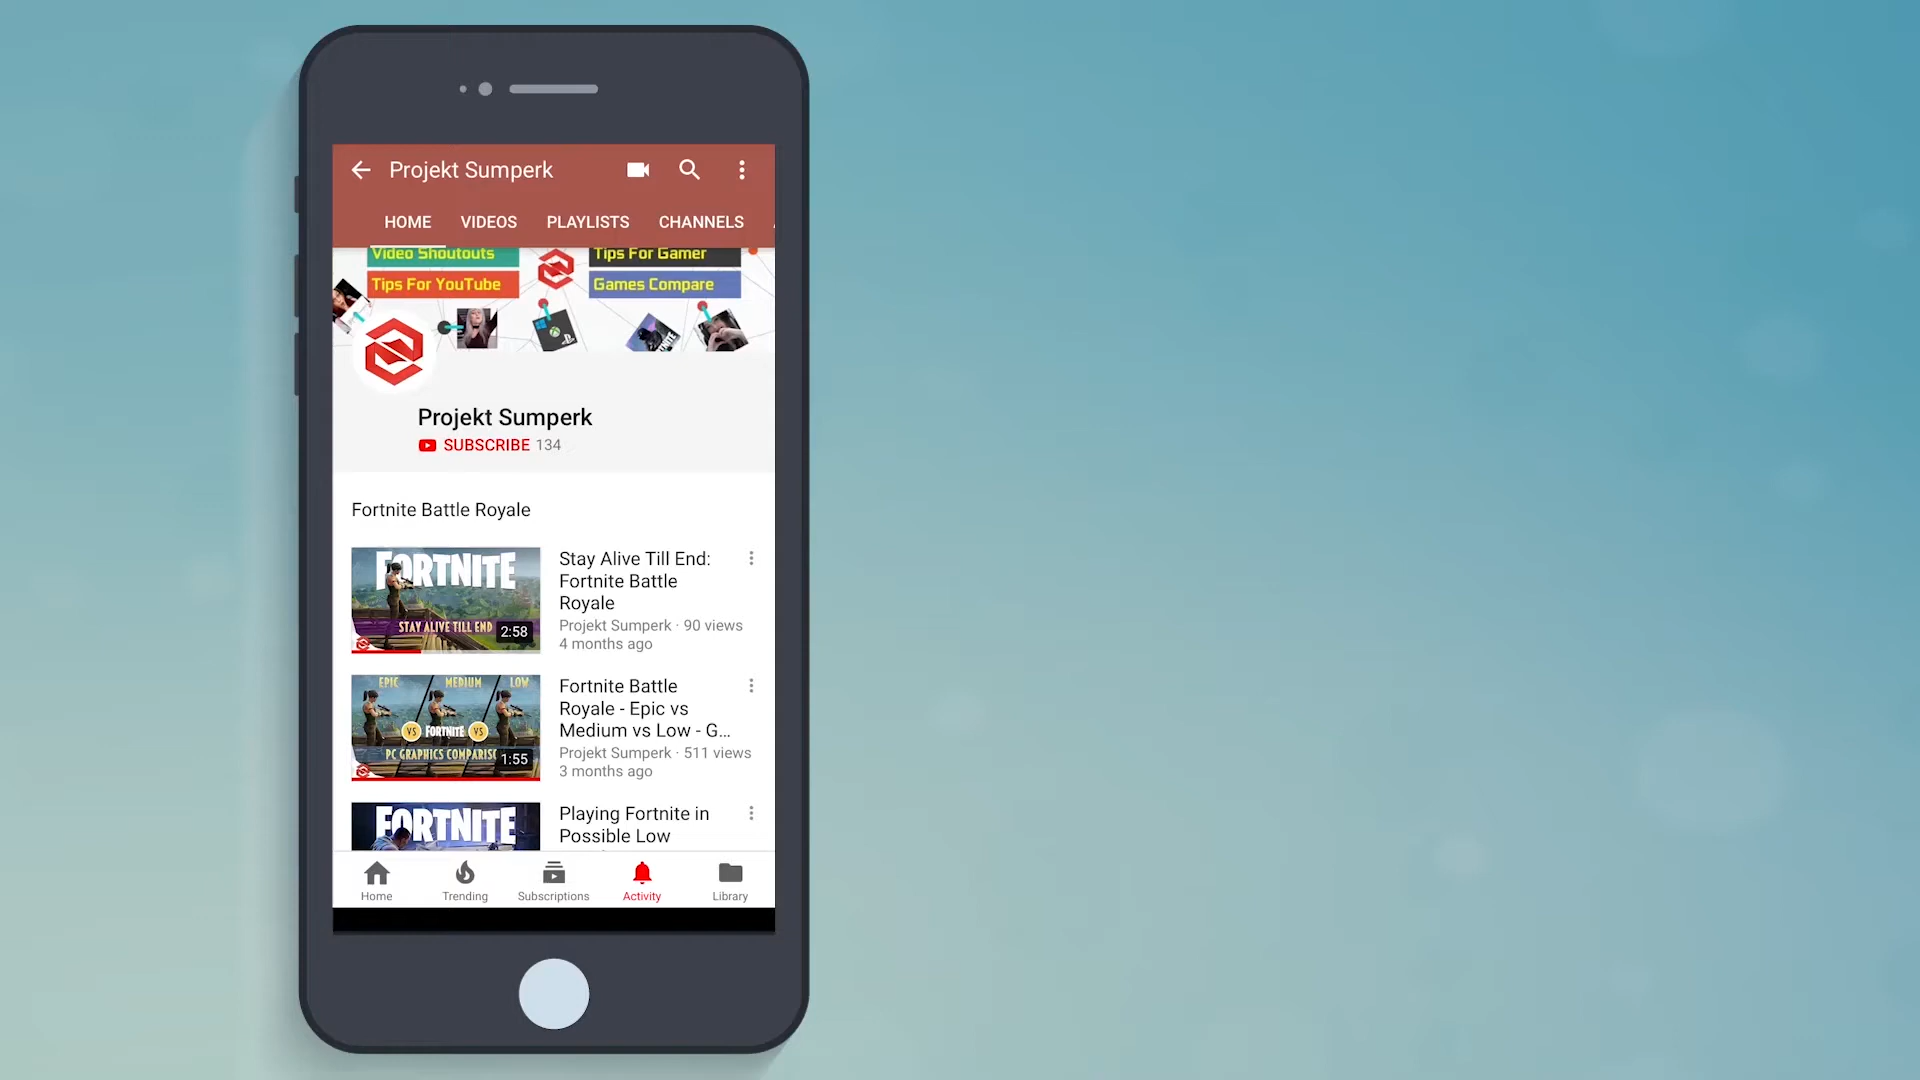 Projekt Sumperk
HOME VIDEOS PLAYLISTS CHANNELS
Video Shoutouts
Tips For Gamer
Tips For YouTube
Games Compare
Projekt Sumperk
SUBSCRIBE 134
Fortnite Battle Royale
FORTNITE
STAY ALIVE TILL END
2:58
Stay Alive Till End:
Fortnite Battle
Royale
Projekt Sumperk · 90 views
4 months ago
EPIC MEDIUM LOW
VS FORTNITE VS
PC GRAPHICS COMPARISO
1:55
Fortnite Battle
Royale - Epic vs
Medium vs Low - G...
Projekt Sumperk · 511 views
3 months ago
FORTNITE
Playing Fortnite in
Possible Low
Home Trending Subscriptions Activity Library